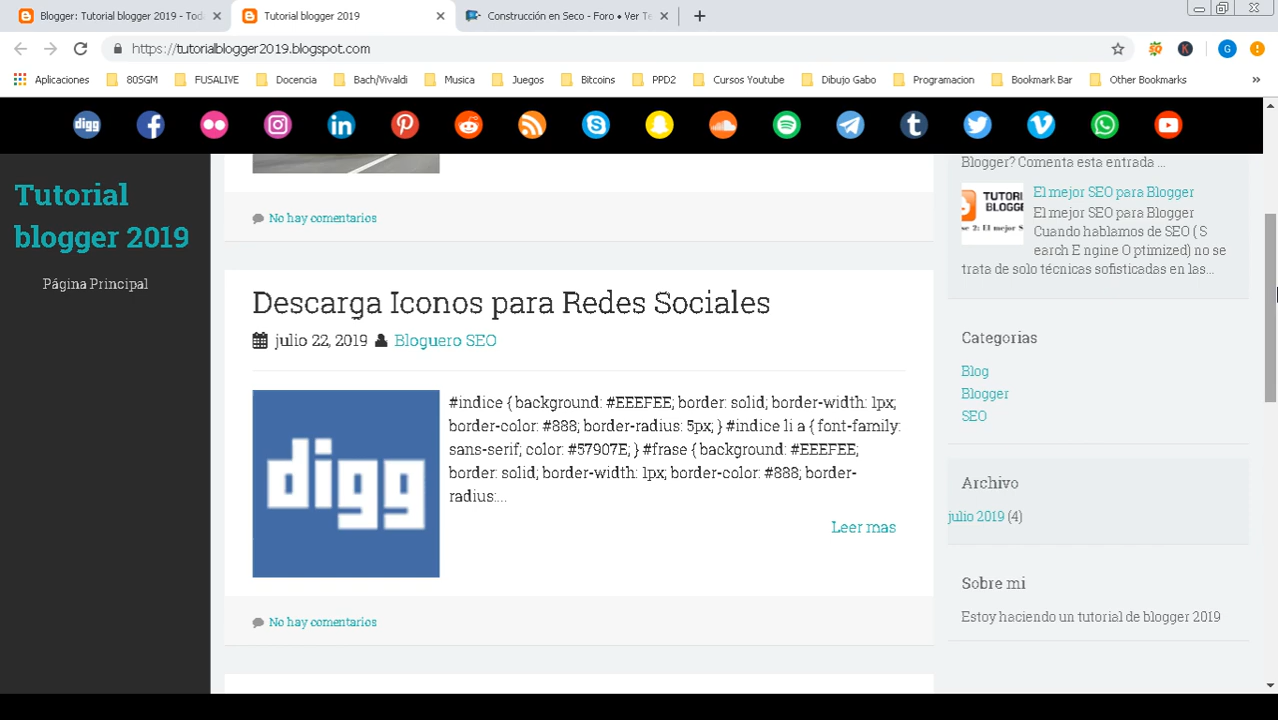 Blogger: Tutorial blogger 2019 - Tod
Tutorial blogger 2019
Construcción en Seco - Foro • Ver Te
https://tutorialblogger2019.blogspot.com
G
Aplicaciones
80SGM
FUSALIVE
Docencia
Bach/Vivaldi
Musica
Juegos
Bitcoins
PPD2
Cursos Youtube
Dibujo Gabo
Programacion
Bookmark Bar
Other Bookmarks
»
digg
Tutorial
blogger 2019
Página Principal
No hay comentarios
Descarga Iconos para Redes Sociales
julio 22, 2019 Bloguero SEO
digg
#indice { background: #EEEFEE; border: solid; border-width: 1px;
border-color: #888; border-radius: 5px; } #indice li a { font-family:
sans-serif; color: #57907E; } #frase { background: #EEEFEE;
border: solid; border-width: 1px; border-color: #888; border-
radius:...
Leer mas
No hay comentarios
Blogger? Comenta esta entrada ...
TUTORI
BLOGGE
se 2: El mejor S
El mejor SEO para Blogger
El mejor SEO para Blogger
Cuando hablamos de SEO ( S
earch E ngine O ptimized) no se
trata de solo técnicas sofisticadas en las...
Categorias
Blog
Blogger
SEO
Archivo
julio 2019 (4)
Sobre mi
Estoy haciendo un tutorial de blogger 2019